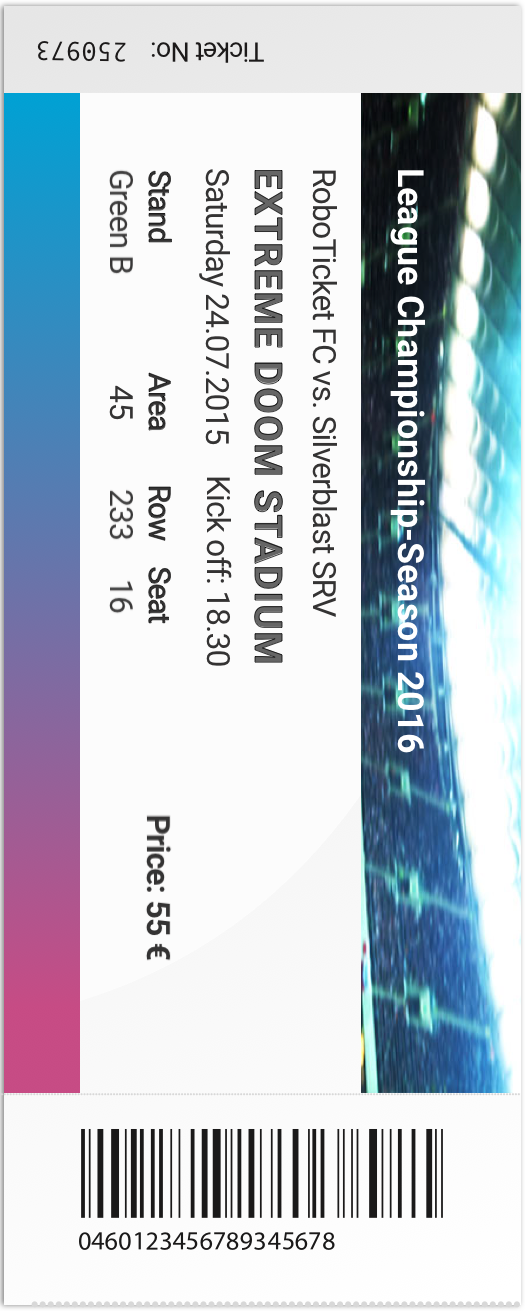 Ticket No: 250973
League Championship-Season 2016
RoboTicket FC vs. Silverblast SRV
EXTREME DOOM STADIUM
Saturday 24.07.2015 Kick off: 18.30
Stand Area Row Seat Price: 55 €
Green B 45 233 16
0460123456789345678